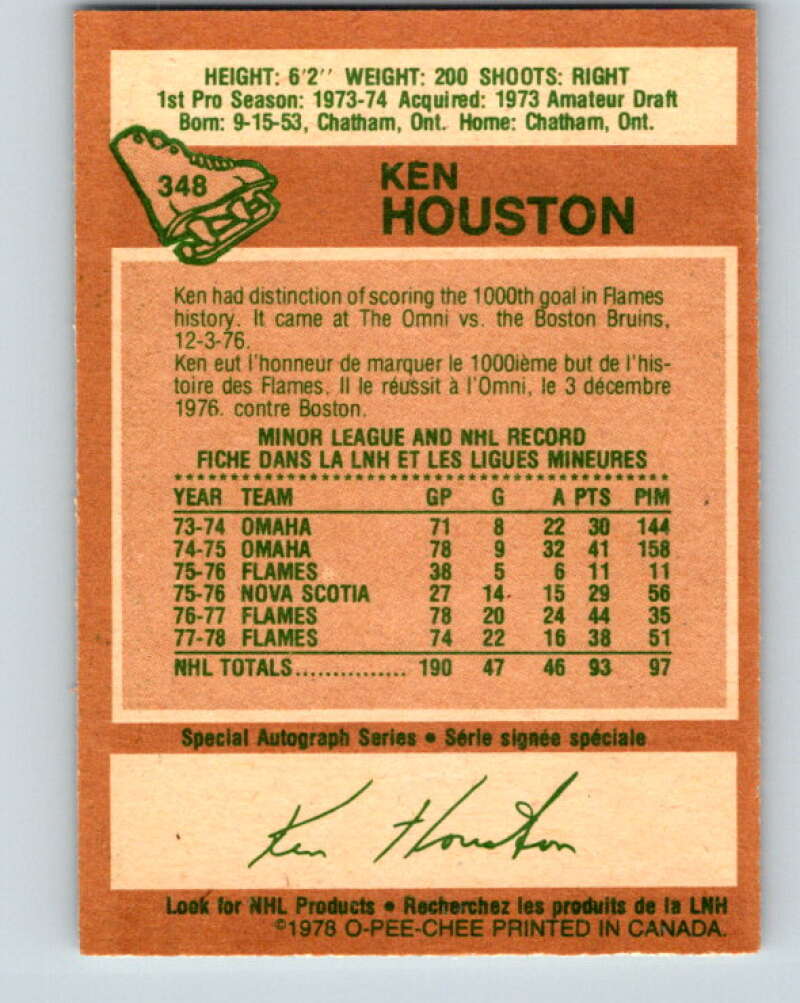 HEIGHT: 6'2'' WEIGHT: 200 SHOOTS: RIGHT
1st Pro Season: 1973-74 Acquired: 1973 Amateur Draft
Born: 9-15-53, Chatham, Ont. Home: Chatham, Ont.
348
KEN
HOUSTON
Ken had distinction of scoring the 1000th goal in Flames
history. It came at The Omni vs. the Boston Bruins,
12-3-76.
Ken eut l'honneur de marquer le 1000ième but de l'his-
toire des Flames. Il le réussit à l'Omni, le 3 décembre
1976. contre Boston.
MINOR LEAGUE AND NHL RECORD
FICHE DANS LA LNH ET LES LIGUES MINEURES
YEAR TEAM GP G A PTS PIM
73-74 OMAHA 71 8 22 30 144
74-75 OMAHA 78 9 32 41 158
75-76 FLAMES 38 5 6 11 11
75-76 NOVA SCOTIA 27 14 15 29 56
76-77 FLAMES 78 20 24 44 35
77-78 FLAMES 74 22 16 38 51
NHL TOTALS............... 190 47 46 93 97
Special Autograph Series • Série signée spéciale
Ken Houston
Look for NHL Products • Recherchez les produits de la LNH
©1978 O-PEE-CHEE PRINTED IN CANADA.